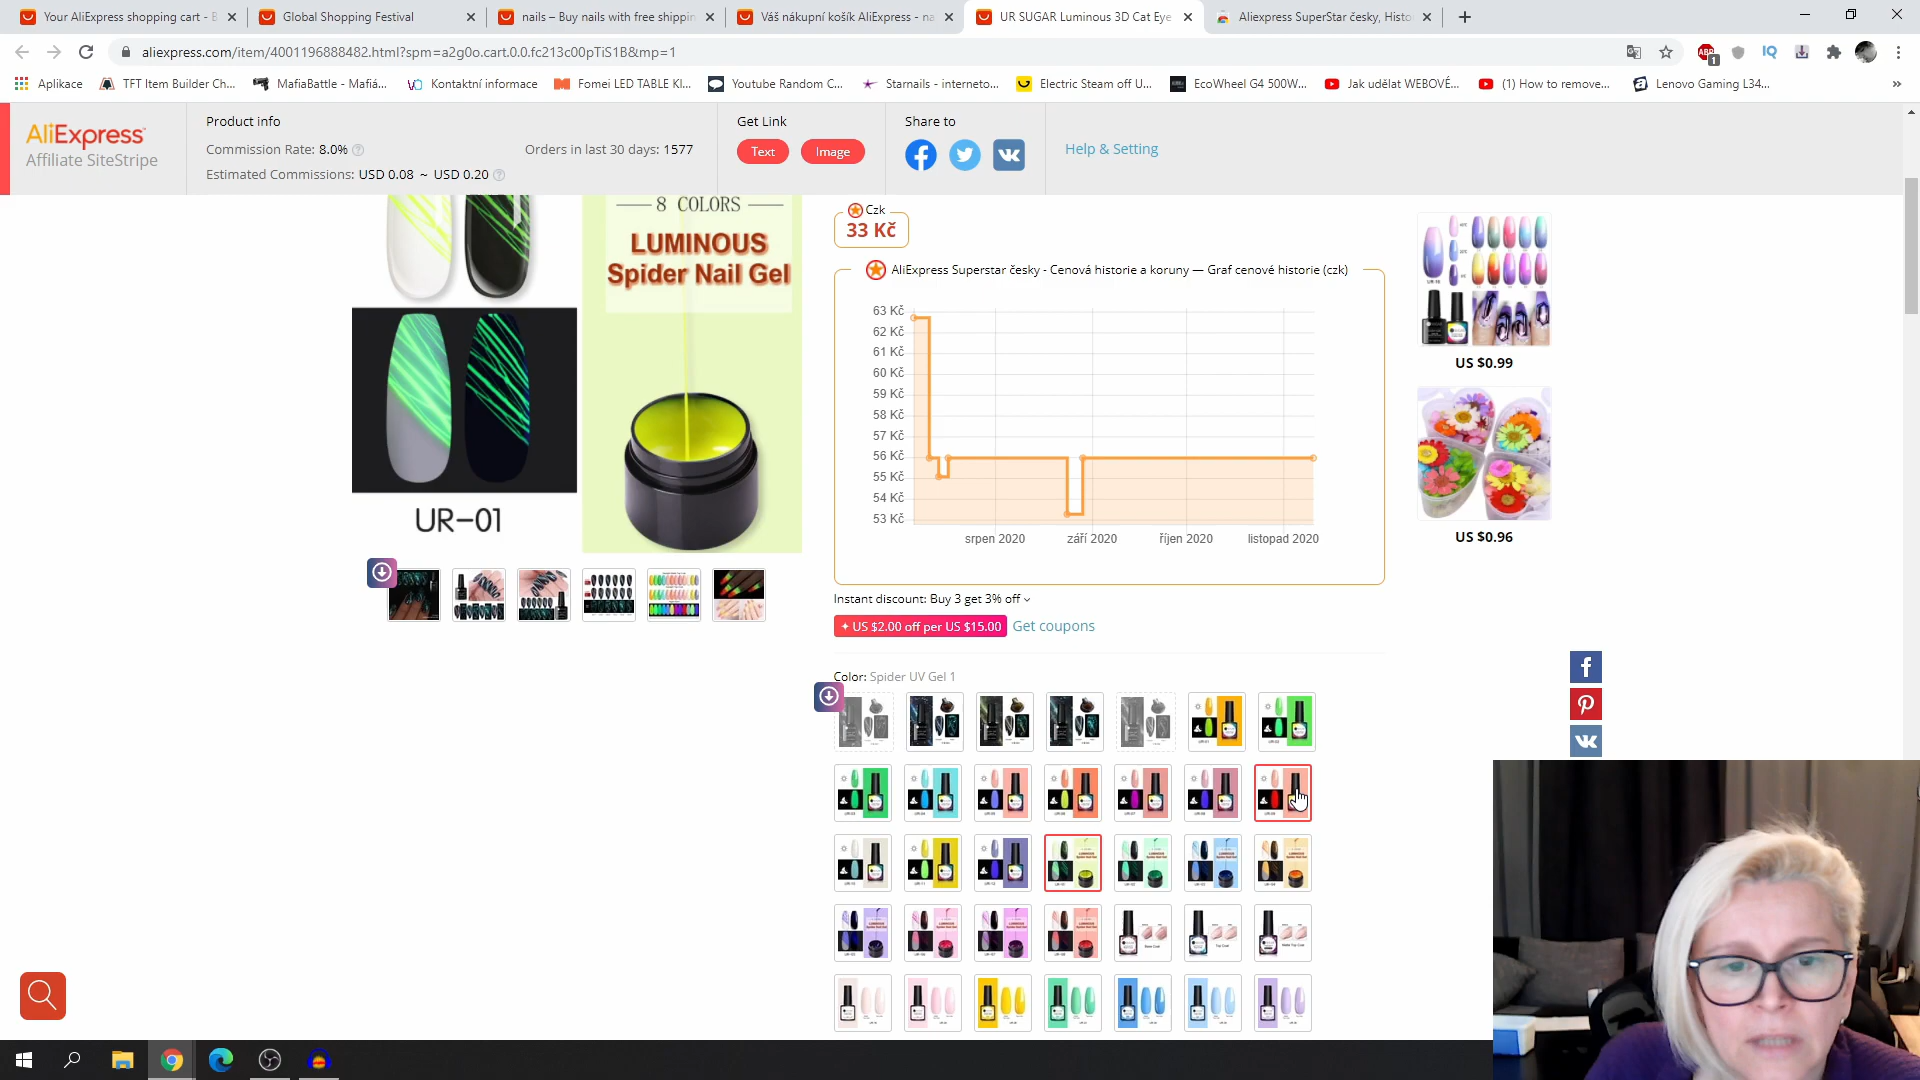 Your AliExpress shopping cart - B
Global Shopping Festival
nails – Buy nails with free shippin
Váš nákupní košík AliExpress - na
UR SUGAR Luminous 3D Cat Eye
Aliexpress SuperStar česky, Histo
aliexpress.com/item/4001196888482.html?spm=a2g0o.cart.0.0.fc213c00pTiS1B&mp=1
ABP
1
IQ
Aplikace
TFT Item Builder Ch...
MafiaBattle - Mafiá...
Kontaktní informace
Fomei LED TABLE KI...
Youtube Random C...
Starnails - interneto...
Electric Steam off U...
EcoWheel G4 500W...
Jak udělat WEBOVÉ...
(1) How to remove...
Lenovo Gaming L34...
AliExpress
Affiliate SiteStripe
Product info
Commission Rate: 8.0%
Orders in last 30 days: 1577
Estimated Commissions: USD 0.08 ~ USD 0.20
Get Link
Text
Image
Share to
Help & Setting
8 COLORS
LUMINOUS
Spider Nail Gel
UR-01
Czk
33 Kč
AliExpress Superstar česky - Cenová historie a koruny — Graf cenové historie (czk)
63 Kč
62 Kč
61 Kč
60 Kč
59 Kč
58 Kč
57 Kč
56 Kč
55 Kč
54 Kč
53 Kč
srpen 2020
září 2020
říjen 2020
listopad 2020
Instant discount: Buy 3 get 3% off
US $2.00 off per US $15.00
Get coupons
Color: Spider UV Gel 1
US $0.99
US $0.96